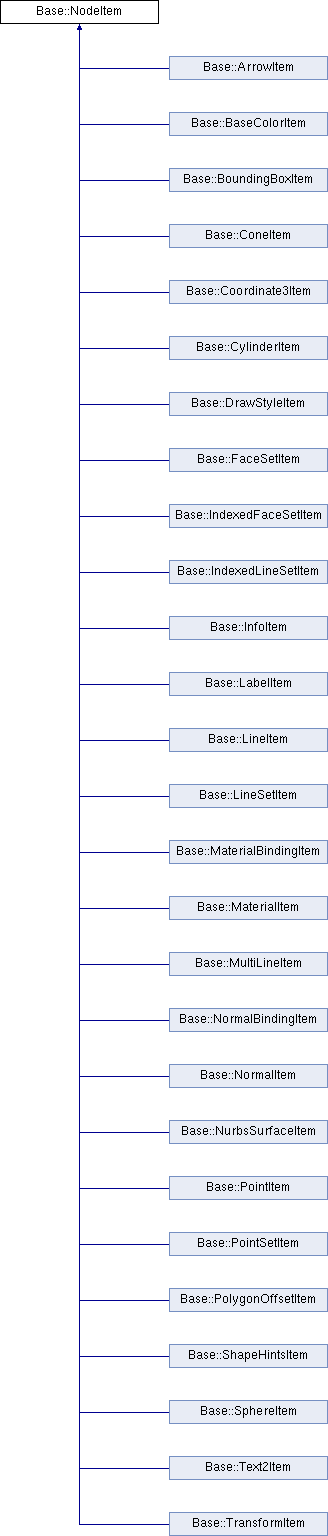 Base::NodeItem
Base::ArrowItem
Base::BaseColorItem
Base::BoundingBoxItem
Base::ConeItem
Base::Coordinate3Item
Base::CylinderItem
Base::DrawStyleItem
Base::FaceSetItem
Base::IndexedFaceSetItem
Base::IndexedLineSetItem
Base::InfoItem
Base::LabelItem
Base::LineItem
Base::LineSetItem
Base::MaterialBindingItem
Base::MaterialItem
Base::MultiLineItem
Base::NormalBindingItem
Base::NormalItem
Base::NurbsSurfaceItem
Base::PointItem
Base::PointSetItem
Base::PolygonOffsetItem
Base::ShapeHintsItem
Base::SphereItem
Base::Text2Item
Base::TransformItem